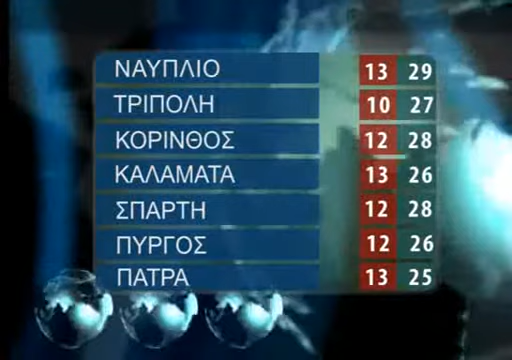 ΝΑΥΠΛΙΟ 13 29
ΤΡΙΠΟΛΗ 10 27
ΚΟΡΙΝΘΟΣ 12 28
ΚΑΛΑΜΑΤΑ 13 26
ΣΠΑΡΤΗ 12 28
ΠΥΡΓΟΣ 12 26
ΠΑΤΡΑ 13 25